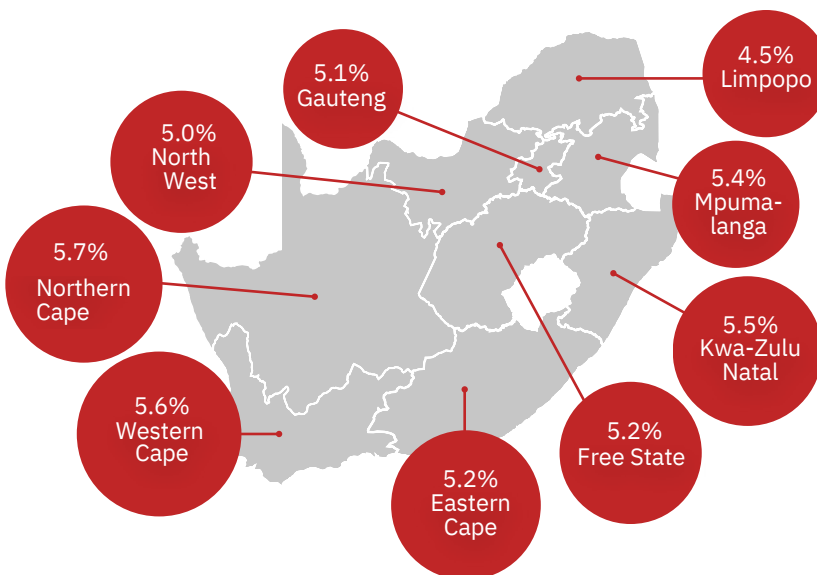 4.5%
Limpopo
5.1%
Gauteng
5.0%
North
West
5.4%
Mpuma-
langa
5.7%
Northern
Cape
5.5%
Kwa-Zulu
Natal
5.6%
Western
Cape
5.2%
Free State
5.2%
Eastern
Cape